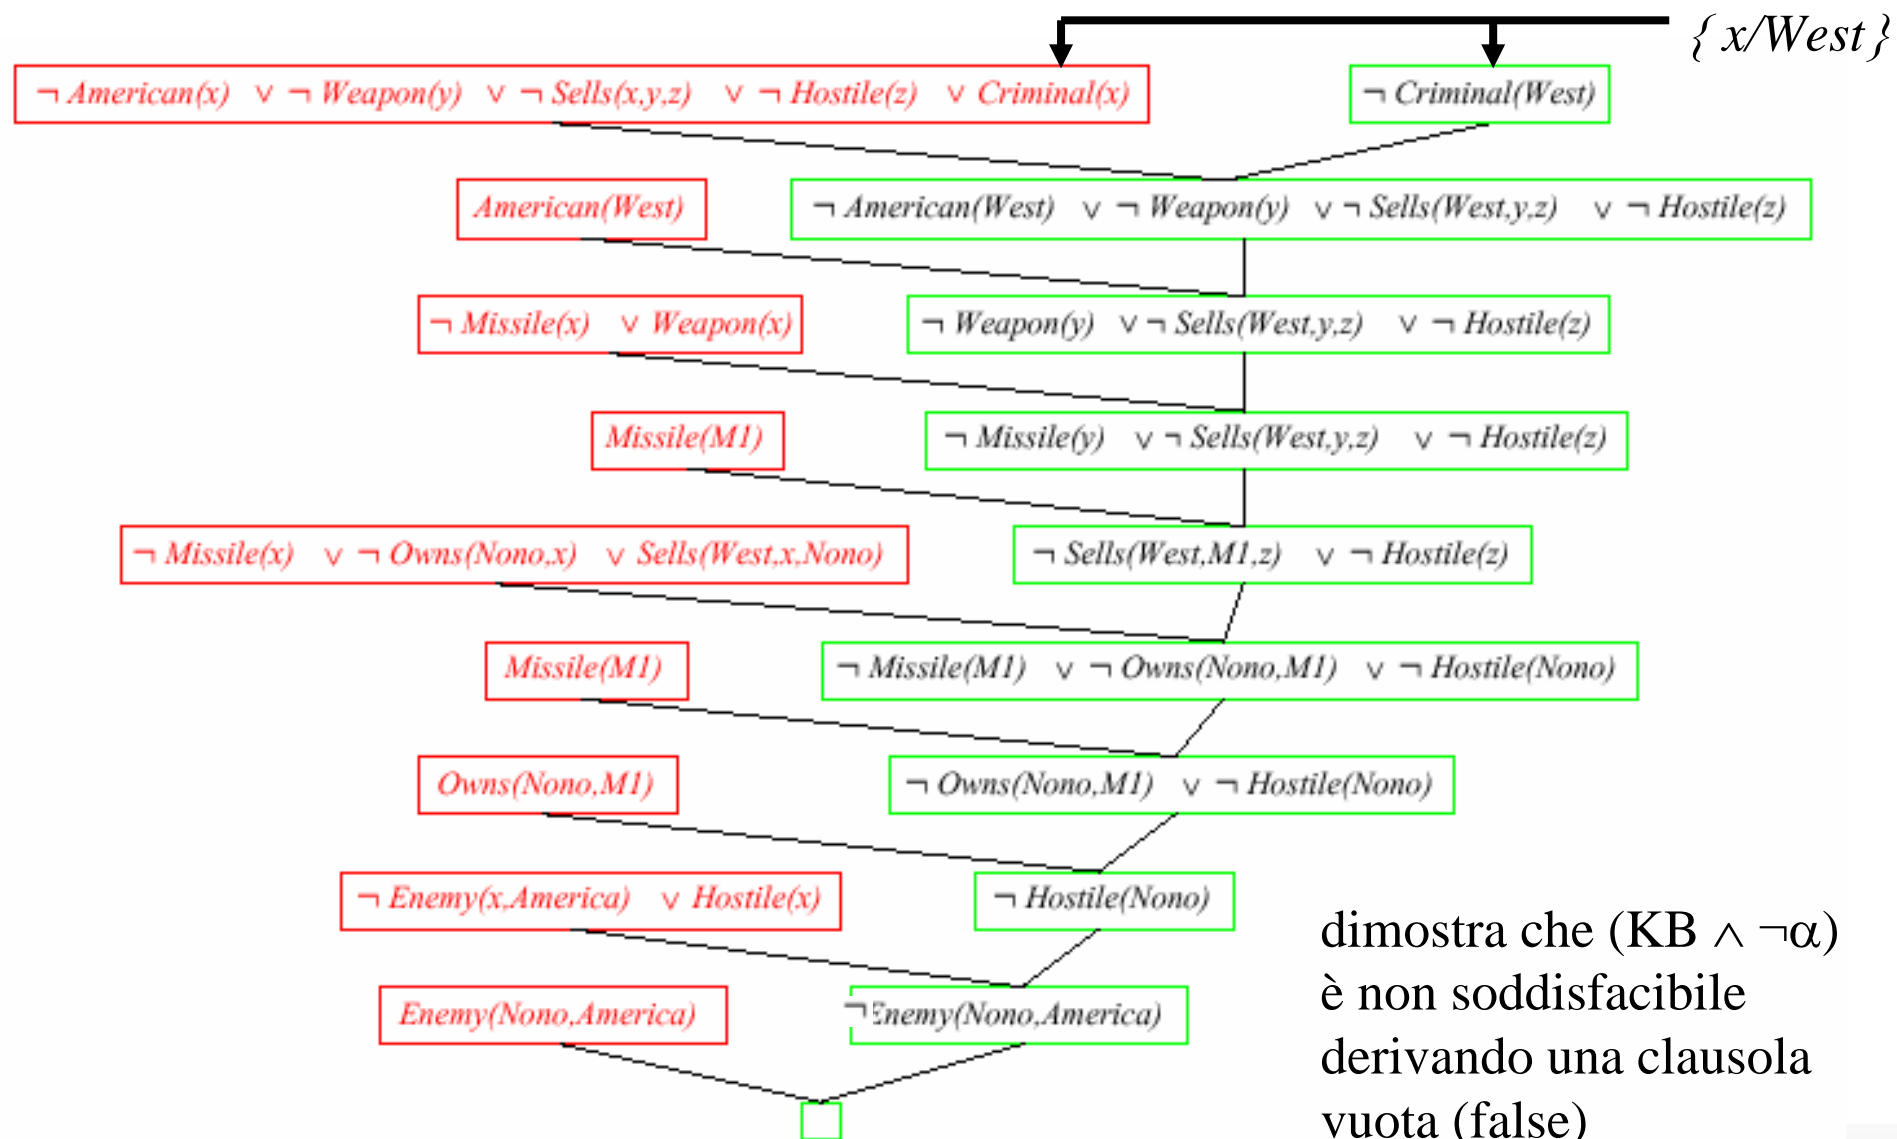 { x/West }
¬ American(x) ∨ ¬ Weapon(y) ∨ ¬ Sells(x,y,z) ∨ ¬ Hostile(z) ∨ Criminal(x)
¬ Criminal(West)
American(West)
¬ American(West) ∨ ¬ Weapon(y) ∨ ¬ Sells(West,y,z) ∨ ¬ Hostile(z)
¬ Missile(x) ∨ Weapon(x)
¬ Weapon(y) ∨ ¬ Sells(West,y,z) ∨ ¬ Hostile(z)
Missile(M1)
¬ Missile(y) ∨ ¬ Sells(West,y,z) ∨ ¬ Hostile(z)
¬ Missile(x) ∨ ¬ Owns(Nono,x) ∨ Sells(West,x,Nono)
¬ Sells(West,M1,z) ∨ ¬ Hostile(z)
Missile(M1)
¬ Missile(M1) ∨ ¬ Owns(Nono,M1) ∨ ¬ Hostile(Nono)
Owns(Nono,M1)
¬ Owns(Nono,M1) ∨ ¬ Hostile(Nono)
¬ Enemy(x,America) ∨ Hostile(x)
¬ Hostile(Nono)
Enemy(Nono,America)
¬ Enemy(Nono,America)
dimostra che (KB ∧ ¬α)
è non soddisfacibile
derivando una clausola
vuota (false)